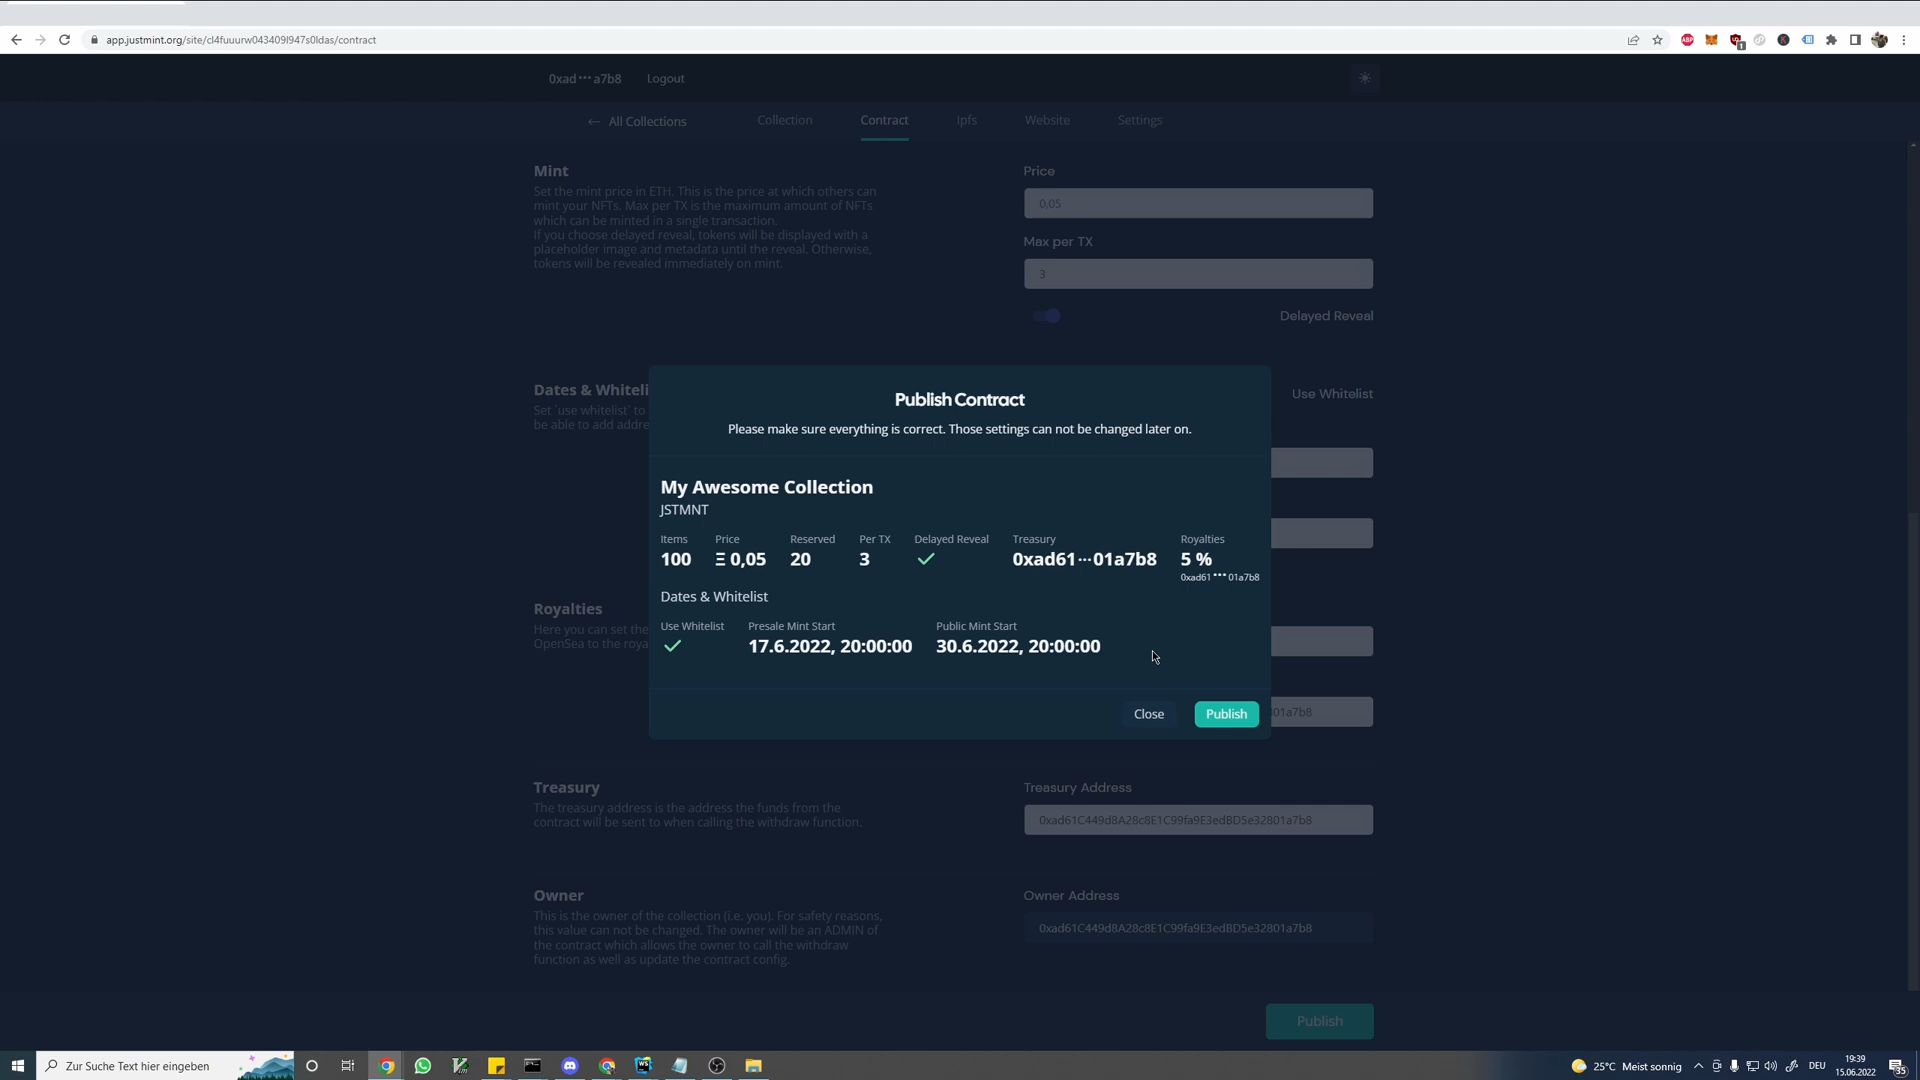 app.justmint.org/site/cl4fuuurw043409l947s0ldas/contract
0xad•••a7b8
Logout
← All Collections
Collection
Contract
Ipfs
Website
Settings
Mint
Set the mint price in ETH. This is the price at which others can
mint your NFTs. Max per TX is the maximum amount of NFTs
which can be minted in a single transaction.
If you choose delayed reveal, tokens will be displayed with a
placeholder image and metadata until the reveal. Otherwise,
tokens will be revealed immediately on mint.
Price
0,05
Max per TX
3
Delayed Reveal
Dates & Whiteli
Set `use whitelist` to
be able to add addre
Use Whitelist
Publish Contract
Please make sure everything is correct. Those settings can not be changed later on.
My Awesome Collection
JSTMNT
Items
100
Price
Ξ 0,05
Reserved
20
Per TX
3
Delayed Reveal
Treasury
0xad61•••01a7b8
Royalties
5 %
0xad61•••01a7b8
Dates & Whitelist
Use Whitelist
Presale Mint Start
17.6.2022, 20:00:00
Public Mint Start
30.6.2022, 20:00:00
Close
Publish
Royalties
Here you can set the
OpenSea to the roya
01a7b8
Treasury
The treasury address is the address the funds from the
contract will be sent to when calling the withdraw function.
Treasury Address
0xad61C449d8A28c8E1C99fa9E3edBD5e32801a7b8
Owner
This is the owner of the collection (i.e. you). For safety reasons,
this value can not be changed. The owner will be an ADMIN of
the contract which allows the owner to call the withdraw
function as well as update the contract config.
Owner Address
0xad61C449d8A28c8E1C99fa9E3edBD5e32801a7b8
Publish
Zur Suche Text hier eingeben
25°C Meist sonnig
DEU
19:39
15.06.2022
35